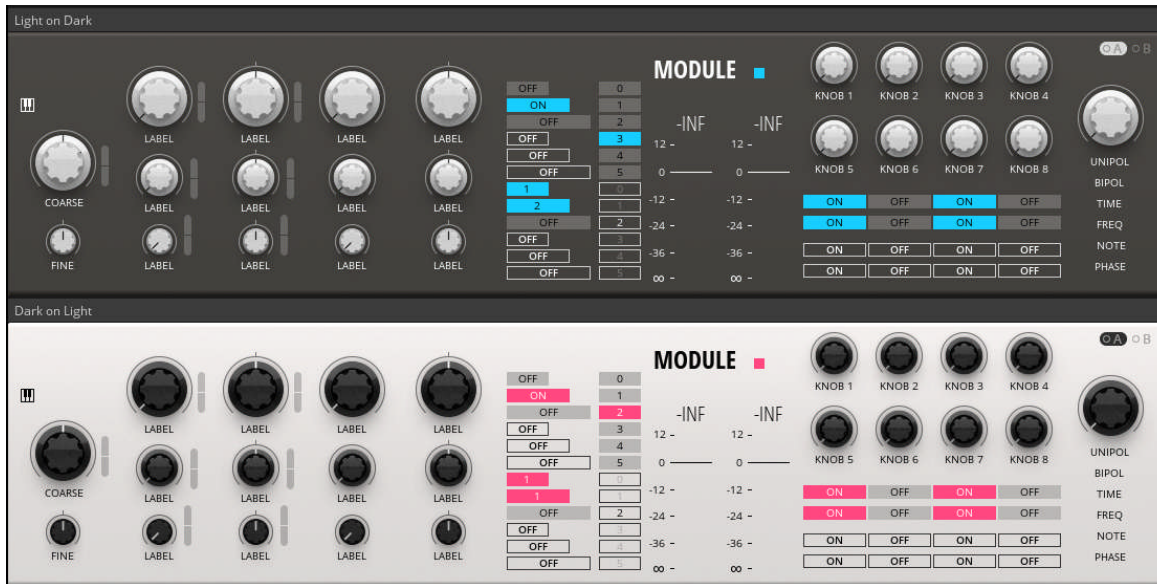 Light on Dark
A B
MODULE
OFF 0
ON 1
OFF 2
OFF 3
OFF 4
OFF 5
1 0
2 1
OFF 2
OFF 3
OFF 4
OFF 5
-INF -INF
12 - 12 -
0 0
-12 - -12 -
-24 - -24 -
-36 - -36 -
∞ - ∞ -
LABEL LABEL LABEL LABEL
COARSE
LABEL LABEL LABEL LABEL
FINE
LABEL LABEL LABEL LABEL
KNOB 1 KNOB 2 KNOB 3 KNOB 4
KNOB 5 KNOB 6 KNOB 7 KNOB 8
ON OFF ON OFF
ON OFF ON OFF
ON OFF ON OFF
ON OFF ON OFF
UNIPOL
BIPOL
TIME
FREQ
NOTE
PHASE
Dark on Light
A B
MODULE
OFF 0
ON 1
OFF 2
OFF 3
OFF 4
OFF 5
1 0
1 1
OFF 2
OFF 3
OFF 4
OFF 5
-INF -INF
12 - 12 -
0 0
-12 - -12 -
-24 - -24 -
-36 - -36 -
∞ - ∞ -
LABEL LABEL LABEL LABEL
COARSE
LABEL LABEL LABEL LABEL
FINE
LABEL LABEL LABEL LABEL
KNOB 1 KNOB 2 KNOB 3 KNOB 4
KNOB 5 KNOB 6 KNOB 7 KNOB 8
ON OFF ON OFF
ON OFF ON OFF
ON OFF ON OFF
ON OFF ON OFF
UNIPOL
BIPOL
TIME
FREQ
NOTE
PHASE